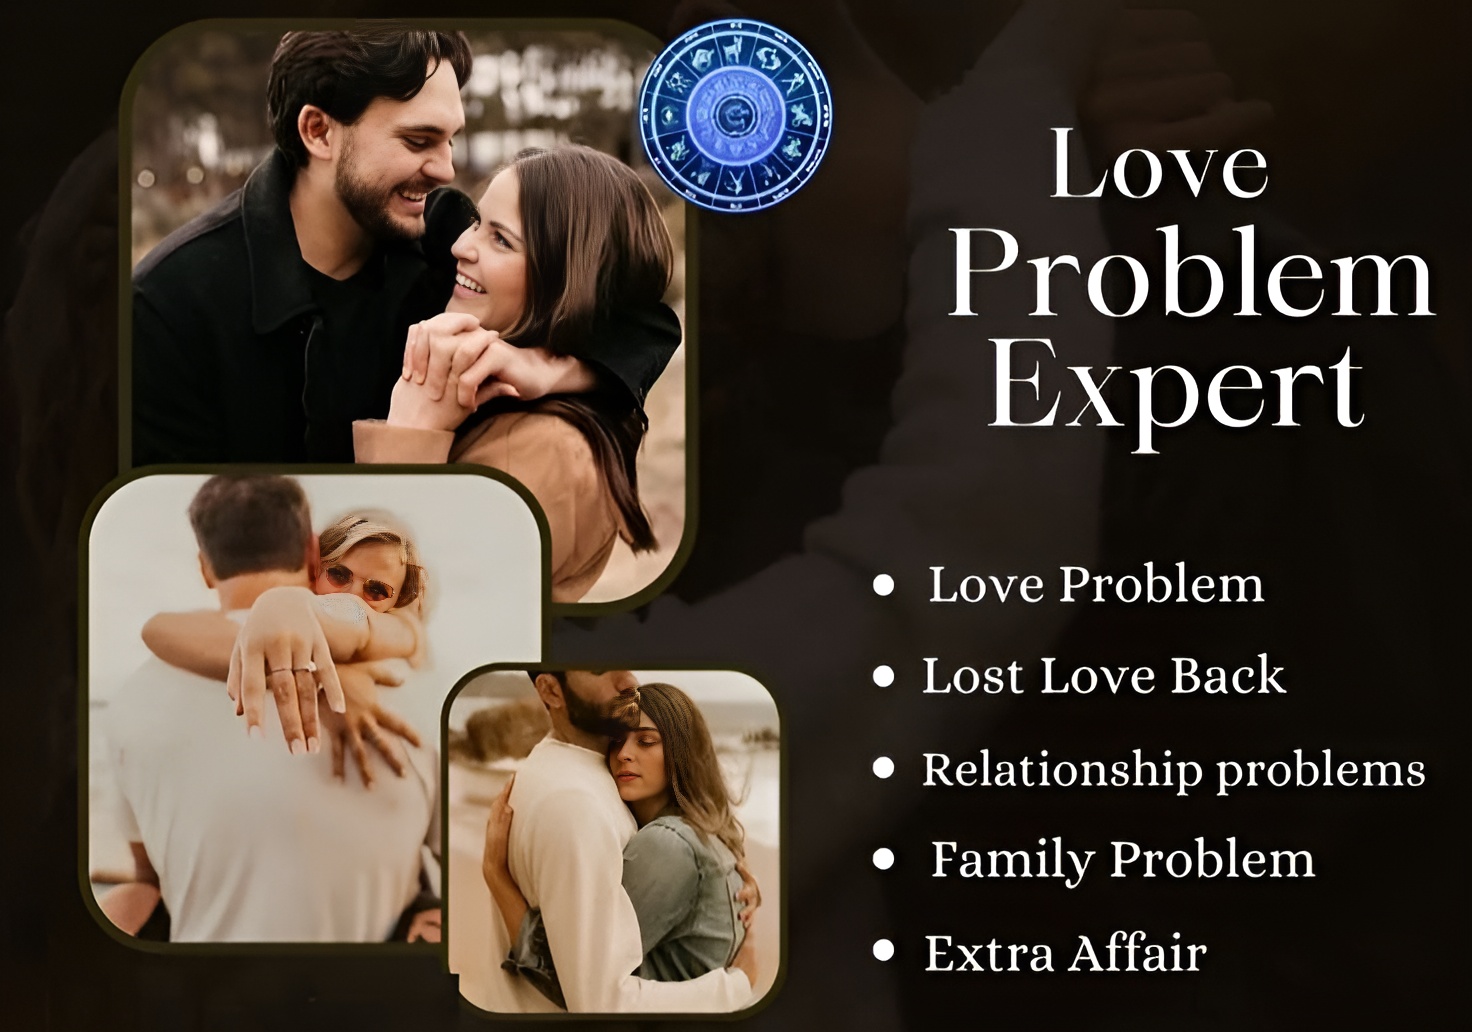 Love
Problem
Expert
Love Problem
Lost Love Back
Relationship problems
Family Problem
Extra Affair